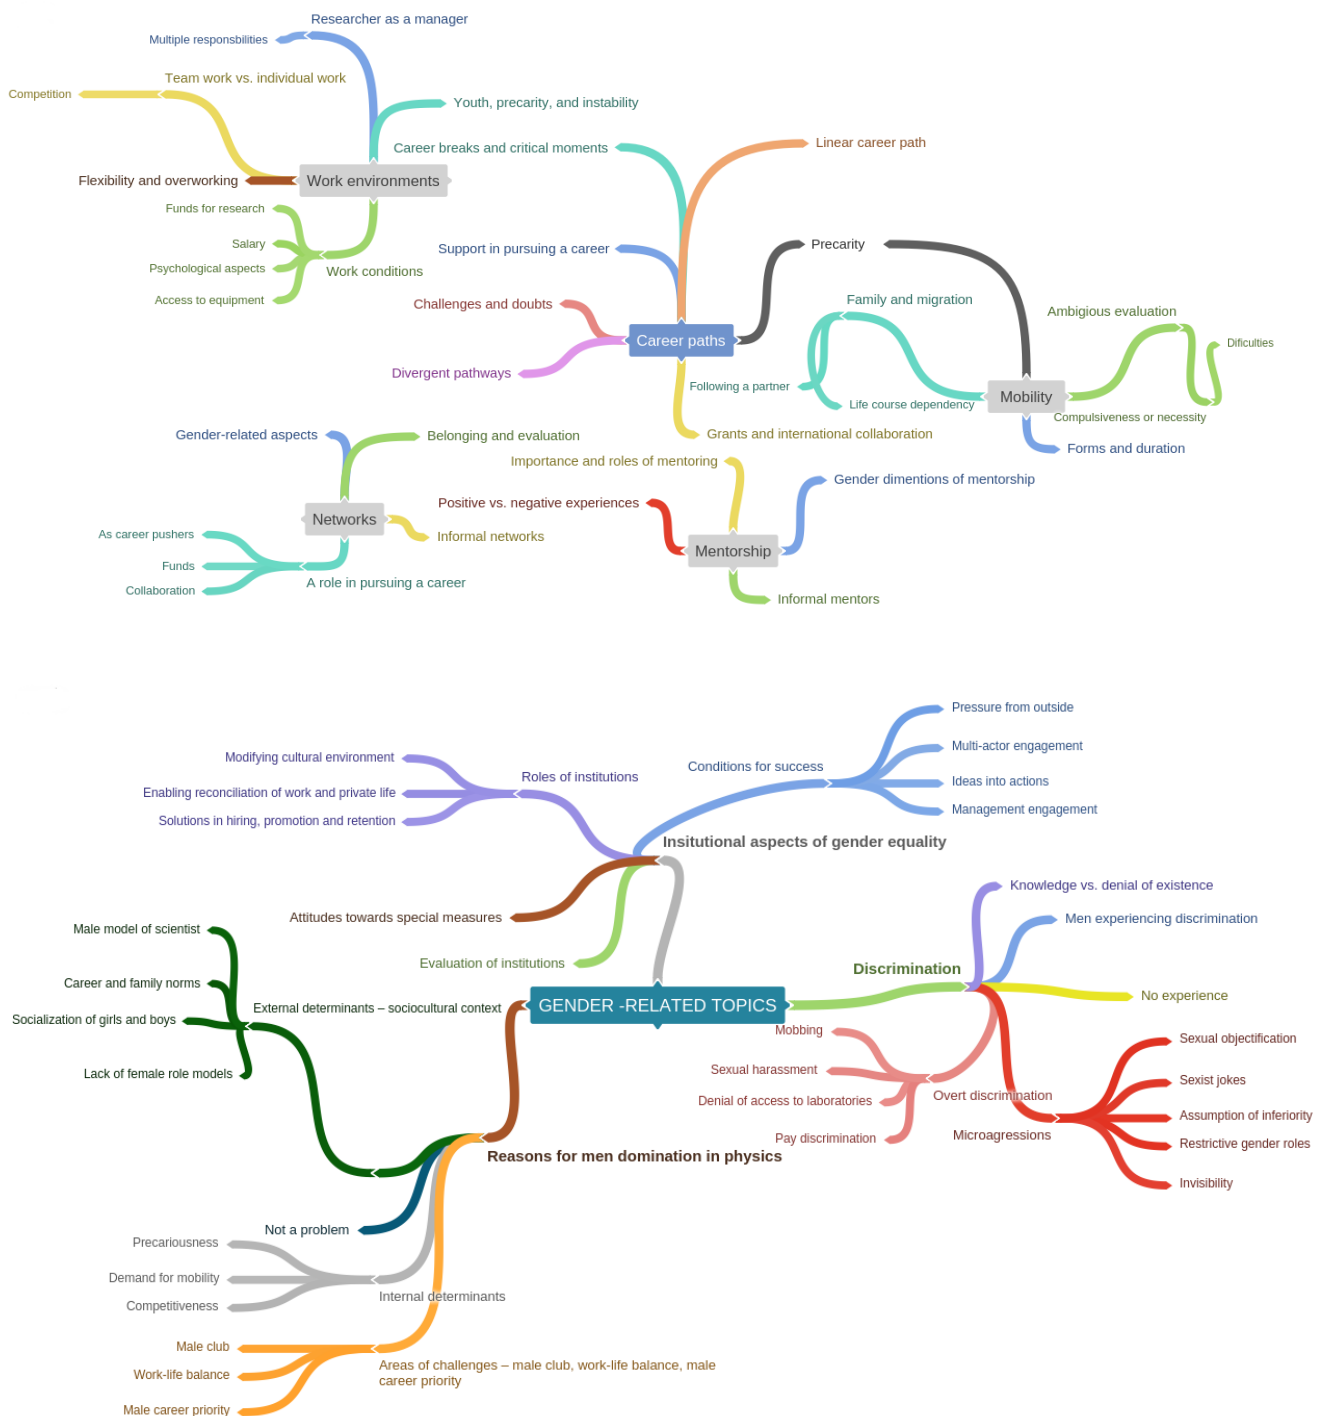 Researcher as a manager
Multiple responsbilities
Team work vs. individual work
Competition
Youth, precarity, and instability
Career breaks and critical moments
Linear career path
Flexibility and overworking
Work environments
Funds for research
Salary
Psychological aspects
Access to equipment
Work conditions
Support in pursuing a career
Precarity
Challenges and doubts
Family and migration
Ambigious evaluation
Career paths
Dificulties
Divergent pathways
Following a partner
Life course dependency
Mobility
Compulsiveness or necessity
Gender-related aspects
Belonging and evaluation
Grants and international collaboration
Forms and duration
Importance and roles of mentoring
Gender dimentions of mentorship
Positive vs. negative experiences
Networks
As career pushers
Informal networks
Mentorship
Funds
Collaboration
A role in pursuing a career
Informal mentors
Pressure from outside
Modifying cultural environment
Roles of institutions
Conditions for success
Multi-actor engagement
Enabling reconciliation of work and private life
Ideas into actions
Solutions in hiring, promotion and retention
Management engagement
Insitutional aspects of gender equality
Knowledge vs. denial of existence
Attitudes towards special measures
Men experiencing discrimination
Male model of scientist
Evaluation of institutions
Discrimination
Career and family norms
No experience
External determinants – sociocultural context
GENDER -RELATED TOPICS
Socialization of girls and boys
Mobbing
Sexual objectification
Lack of female role models
Sexual harassment
Sexist jokes
Denial of access to laboratories
Overt discrimination
Assumption of inferiority
Pay discrimination
Microagressions
Restrictive gender roles
Reasons for men domination in physics
Invisibility
Not a problem
Precariousness
Demand for mobility
Competitiveness
Internal determinants
Male club
Work-life balance
Male career priority
Areas of challenges – male club, work-life balance, male
career priority